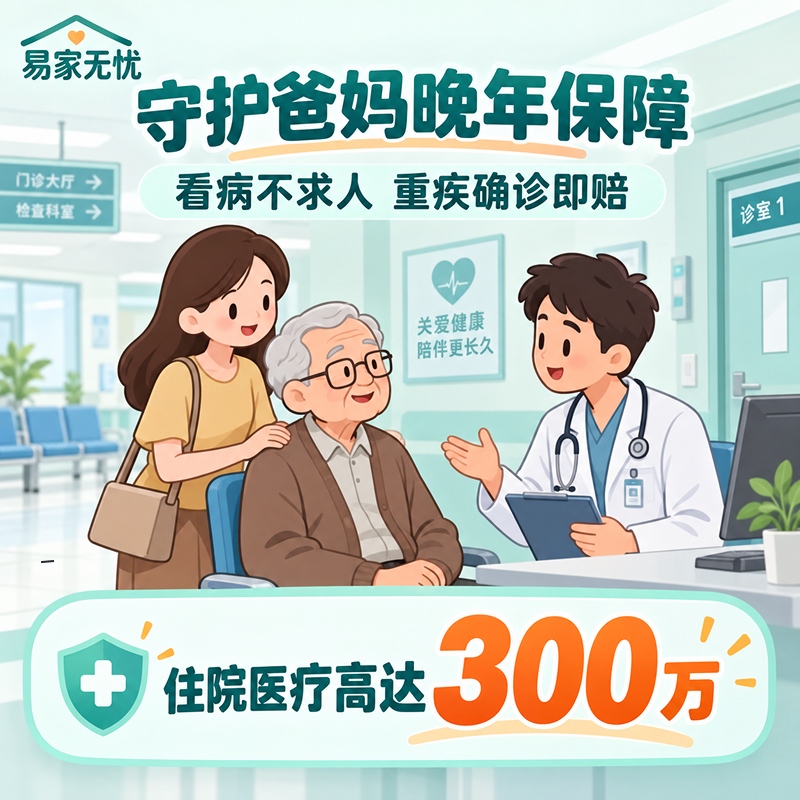 易家无忧
守护爸妈晚年保障
看病不求人 重疾确诊即赔
门诊大厅 →
检查科室 →
诊室 1
关爱健康
陪伴更长久
住院医疗高达300万